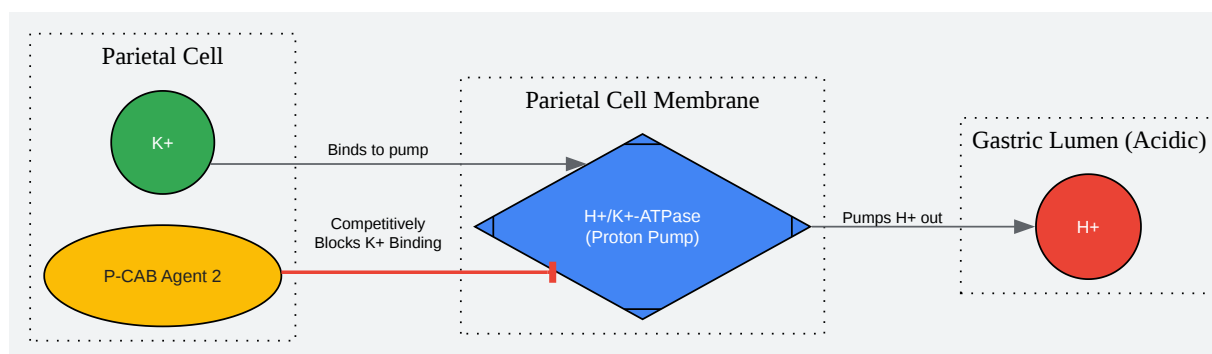 Parietal Cell
K+
P-CAB Agent 2
Binds to pump
Competitively
Blocks K+ Binding
Parietal Cell Membrane
H+/K+-ATPase
(Proton Pump)
Pumps H+ out
Gastric Lumen (Acidic)
H+